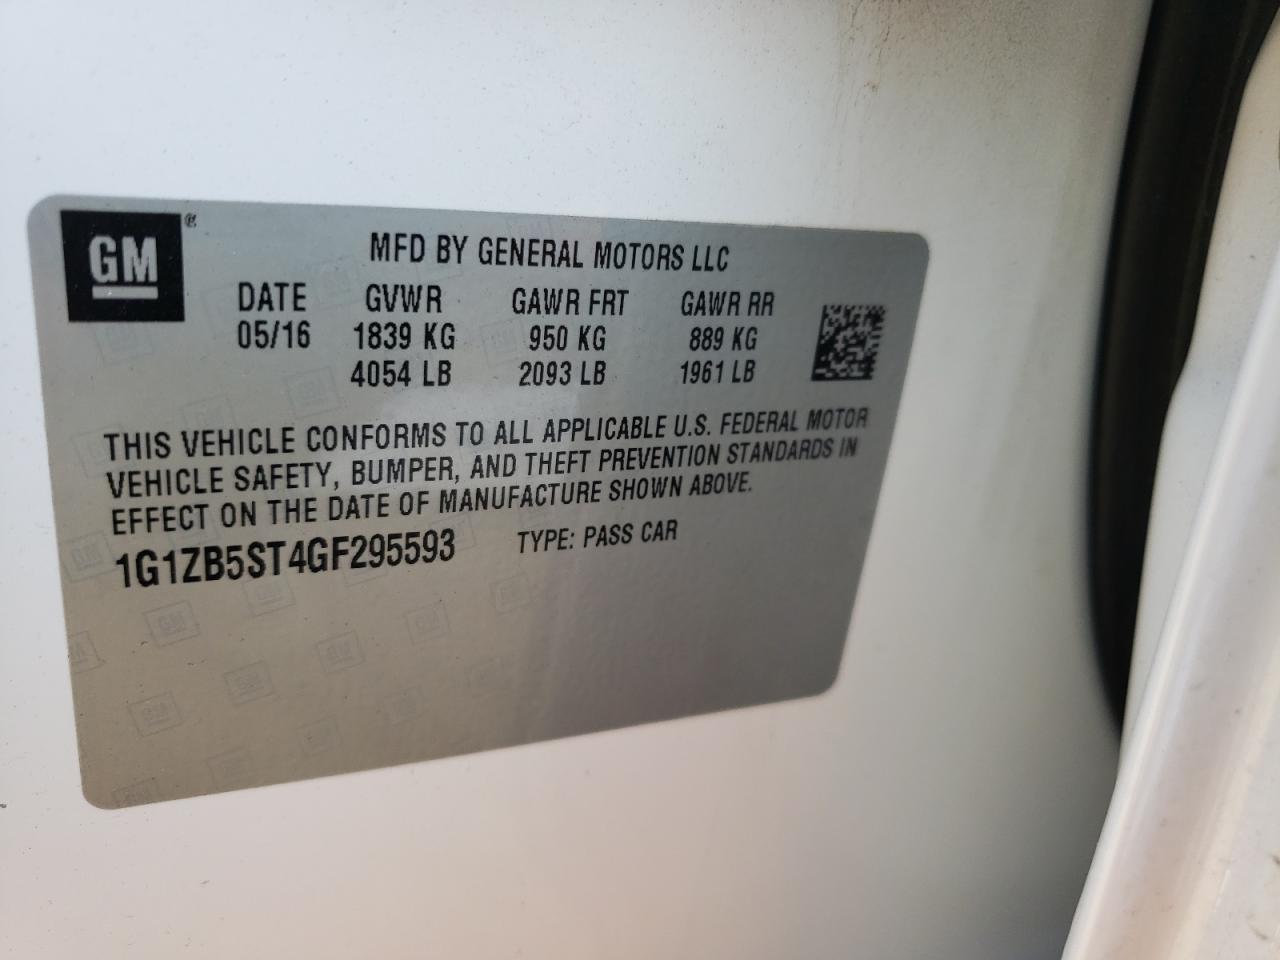 GM ®
MFD BY GENERAL MOTORS LLC
DATE GVWR GAWR FRT GAWR RR
05/16 1839 KG 950 KG 889 KG
4054 LB 2093 LB 1961 LB
THIS VEHICLE CONFORMS TO ALL APPLICABLE U.S. FEDERAL MOTOR
VEHICLE SAFETY, BUMPER, AND THEFT PREVENTION STANDARDS IN
EFFECT ON THE DATE OF MANUFACTURE SHOWN ABOVE.
1G1ZB5ST4GF295593 TYPE: PASS CAR